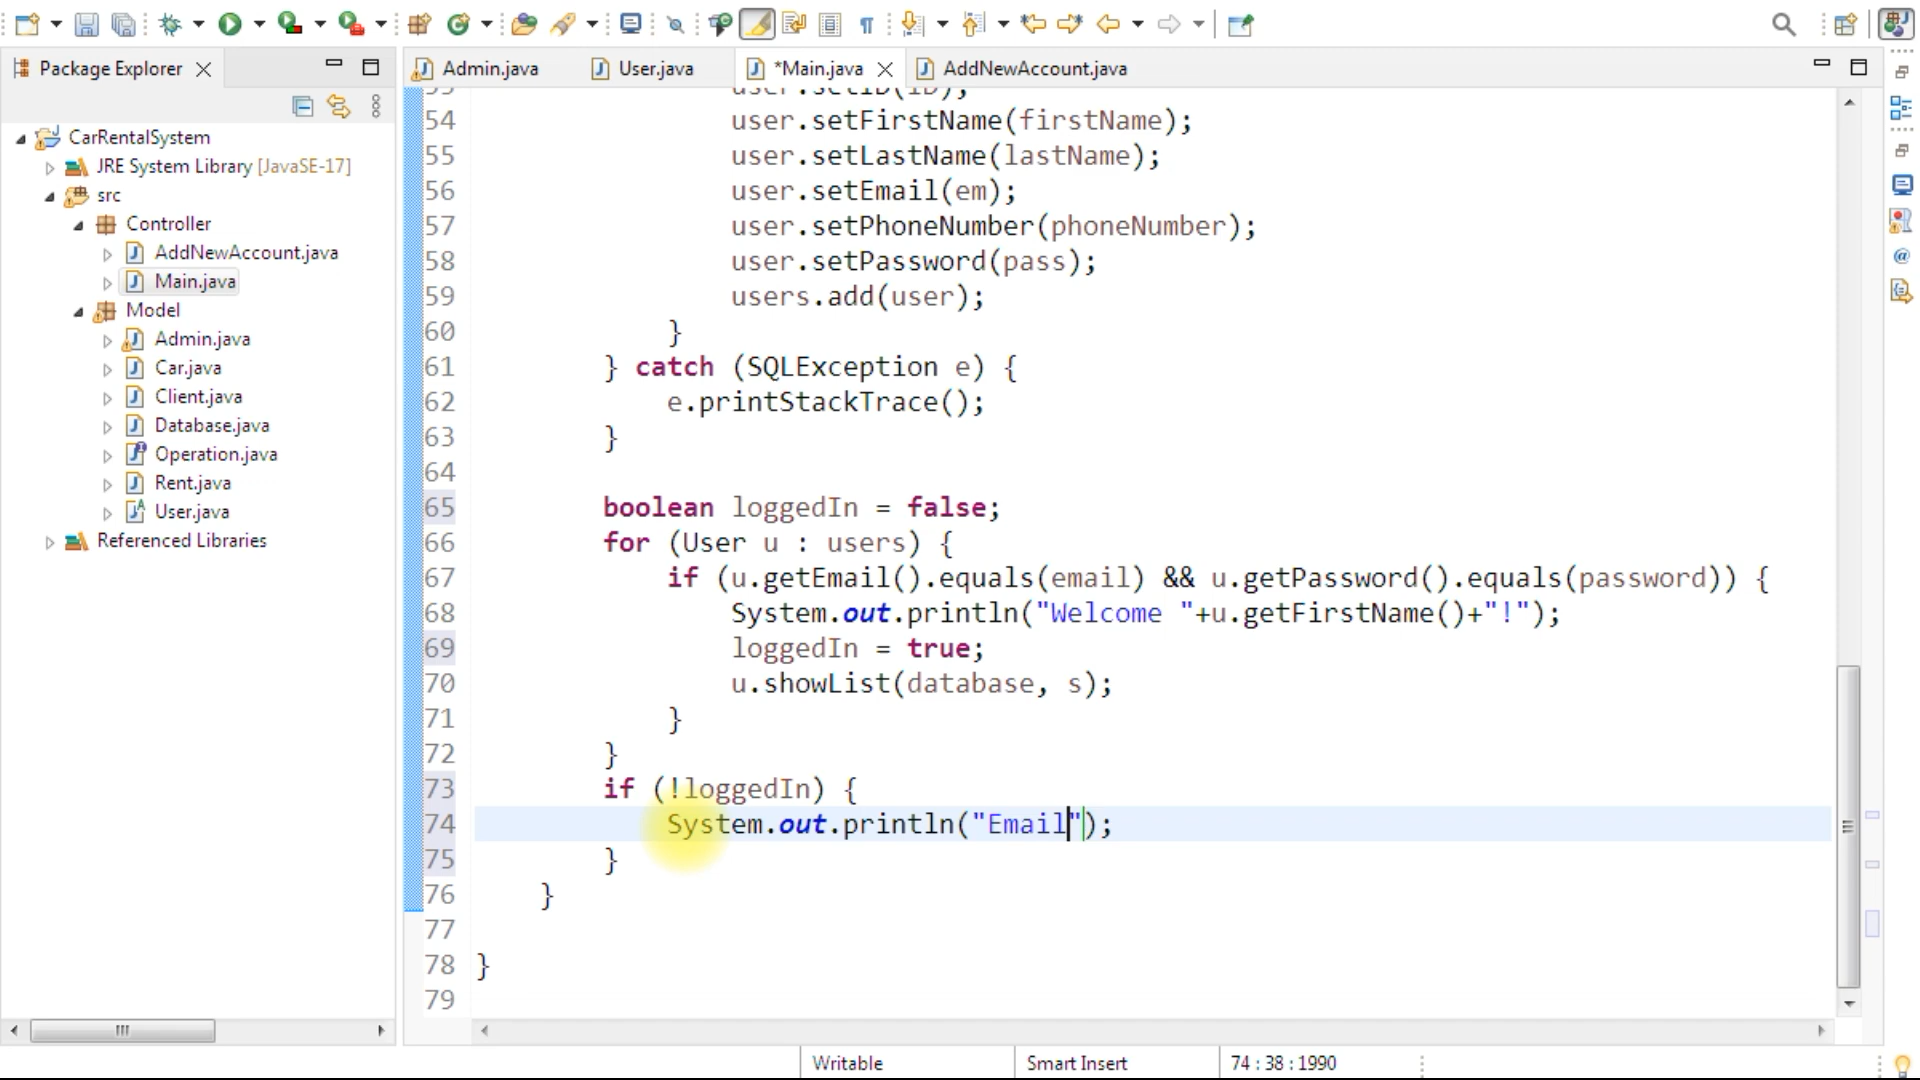 Package Explorer
Admin.java
User.java
*Main.java
AddNewAccount.java
CarRentalSystem
JRE System Library [JavaSE-17]
src
Controller
AddNewAccount.java
Main.java
Model
Admin.java
Car.java
Client.java
Database.java
Operation.java
Rent.java
User.java
Referenced Libraries
54 user.setFirstName(firstName);
55 user.setLastName(lastName);
56 user.setEmail(em);
57 user.setPhoneNumber(phoneNumber);
58 user.setPassword(pass);
59 users.add(user);
60 }
61 } catch (SQLException e) {
62 e.printStackTrace();
63 }
64
65 boolean loggedIn = false;
66 for (User u : users) {
67 if (u.getEmail().equals(email) && u.getPassword().equals(password)) {
68 System.out.println("Welcome "+u.getFirstName()+"!");
69 loggedIn = true;
70 u.showList(database, s);
71 }
72 }
73 if (!loggedIn) {
74 System.out.println("Email");
75 }
76 }
77
78 }
79
Writable
Smart Insert
74 : 38 : 1990